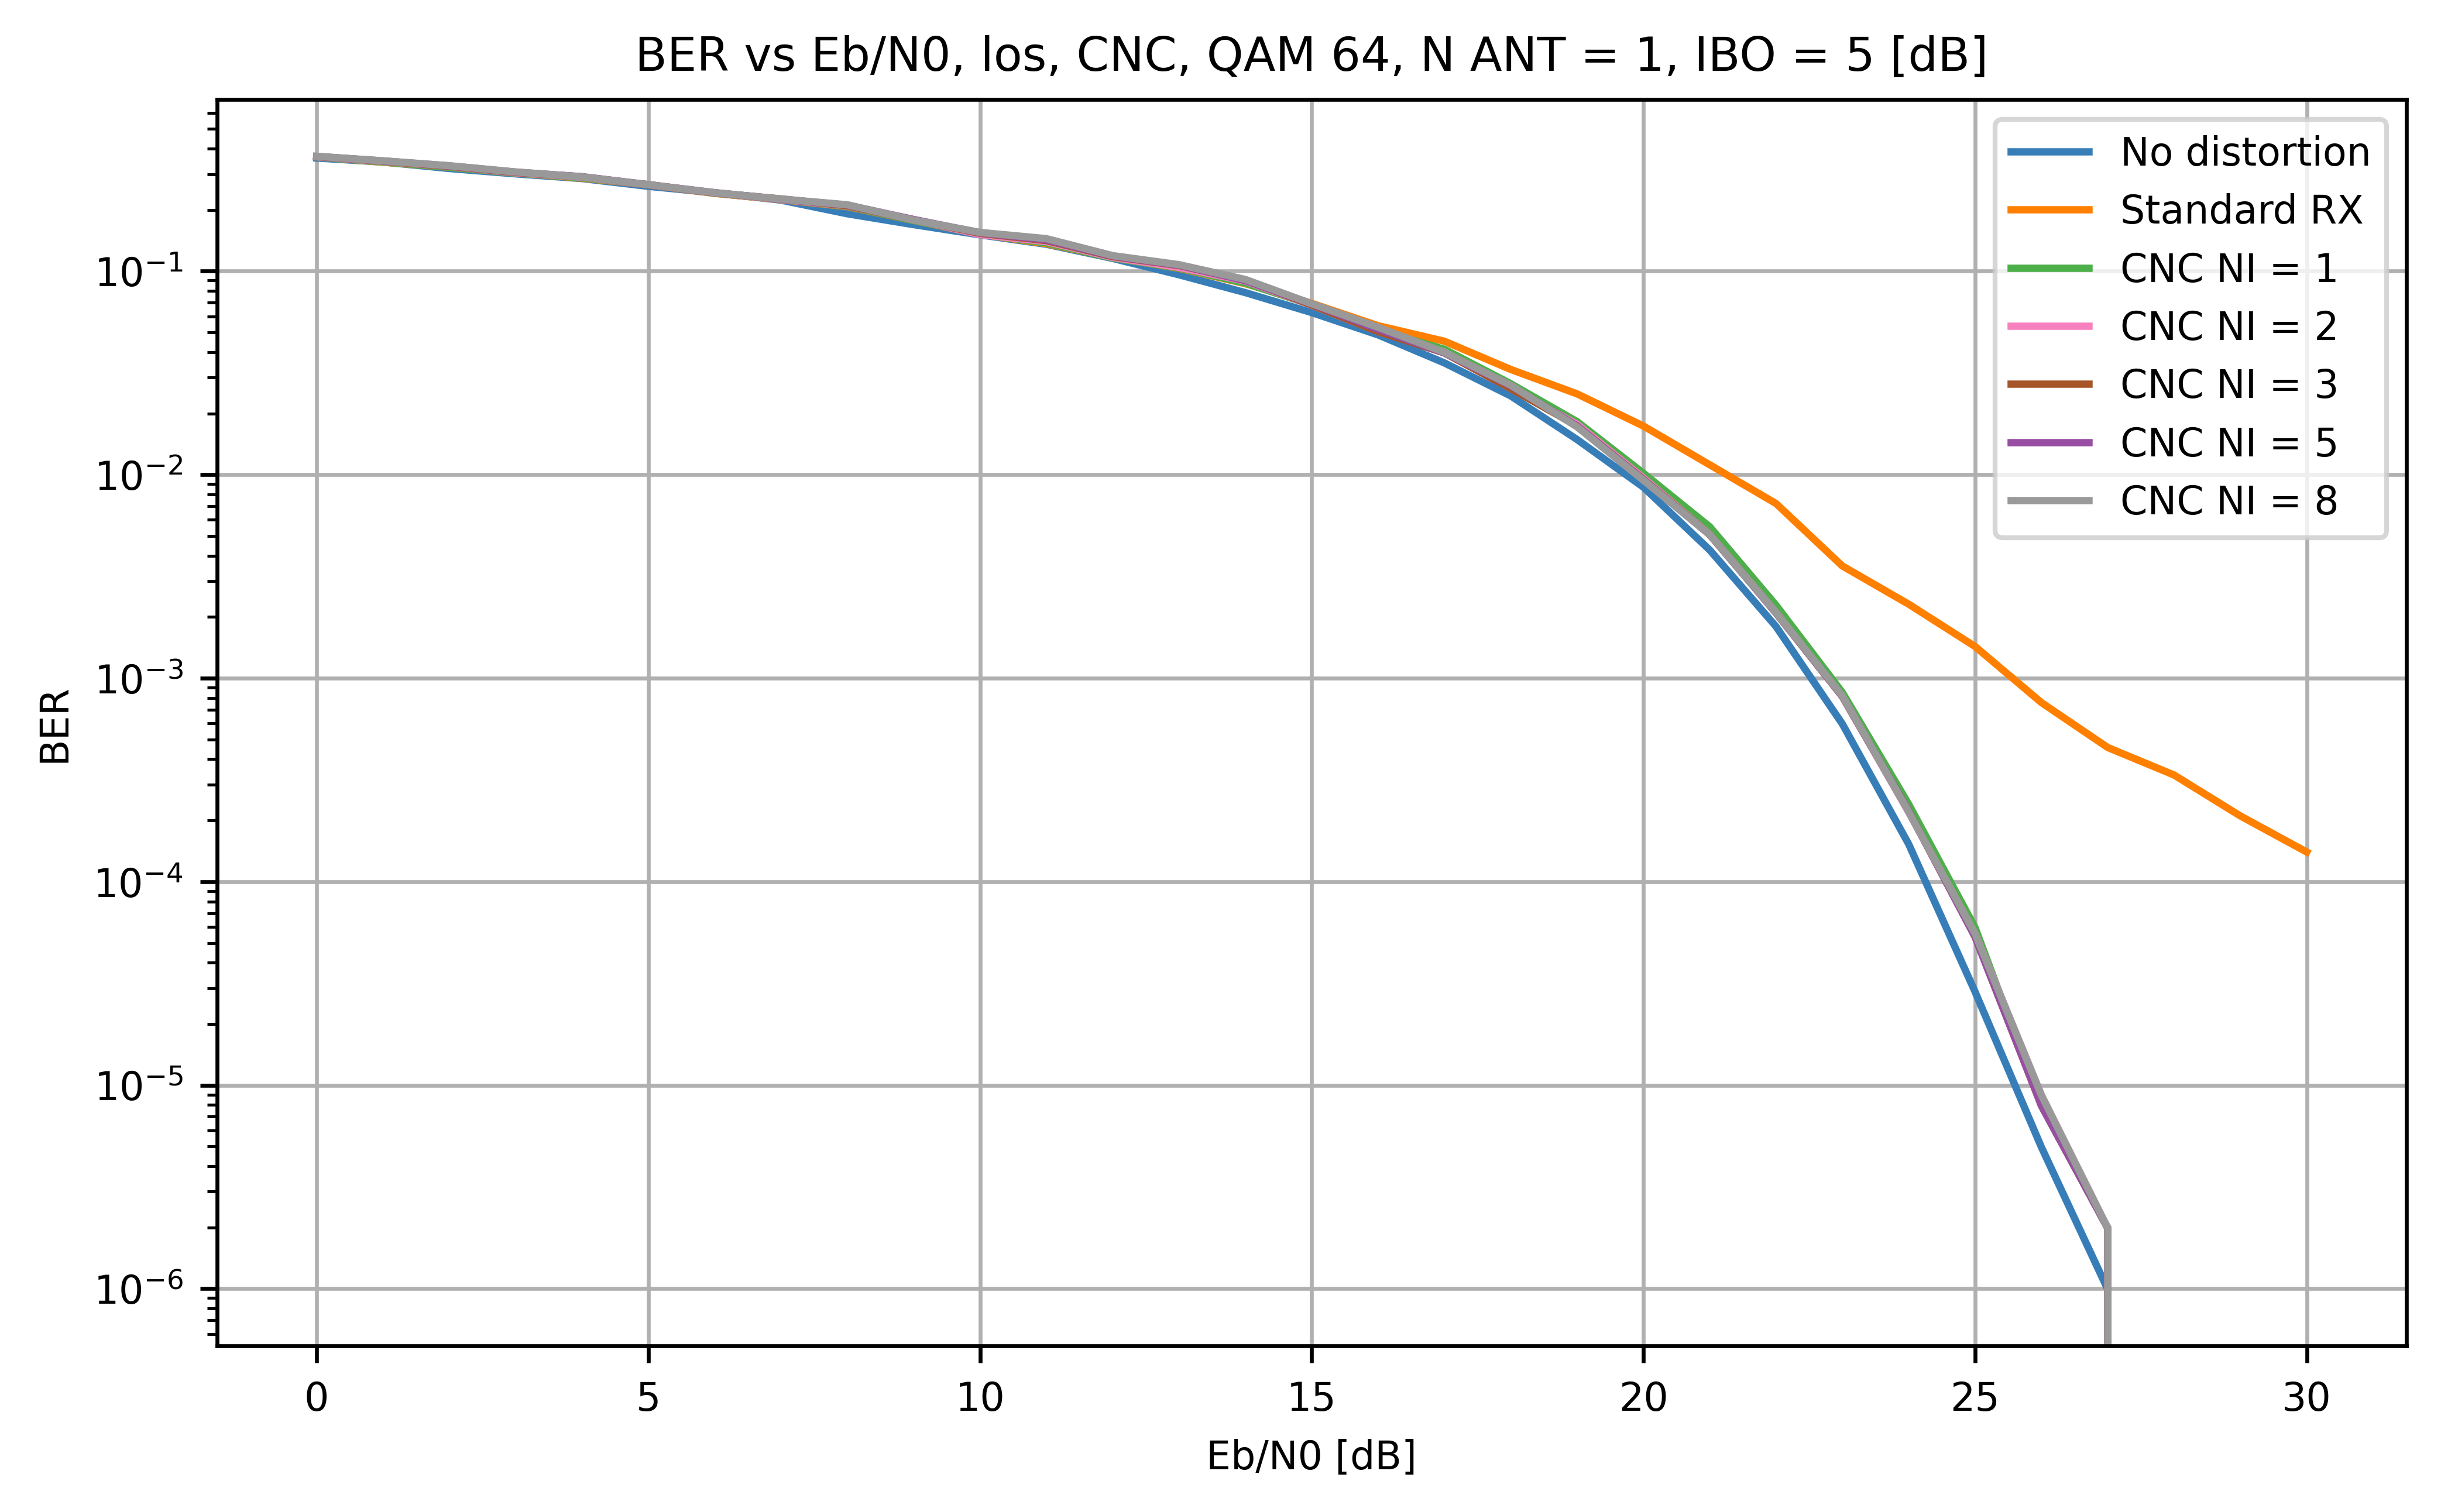 BER vs Eb/N0, los, CNC, QAM 64, N ANT = 1, IBO = 5 [dB]
No distortion
Standard RX
CNC NI = 1
CNC NI = 2
CNC NI = 3
CNC NI = 5
CNC NI = 8
10⁻¹
10⁻²
10⁻³
10⁻⁴
10⁻⁵
10⁻⁶
BER
0 5 10 15 20 25 30
Eb/N0 [dB]